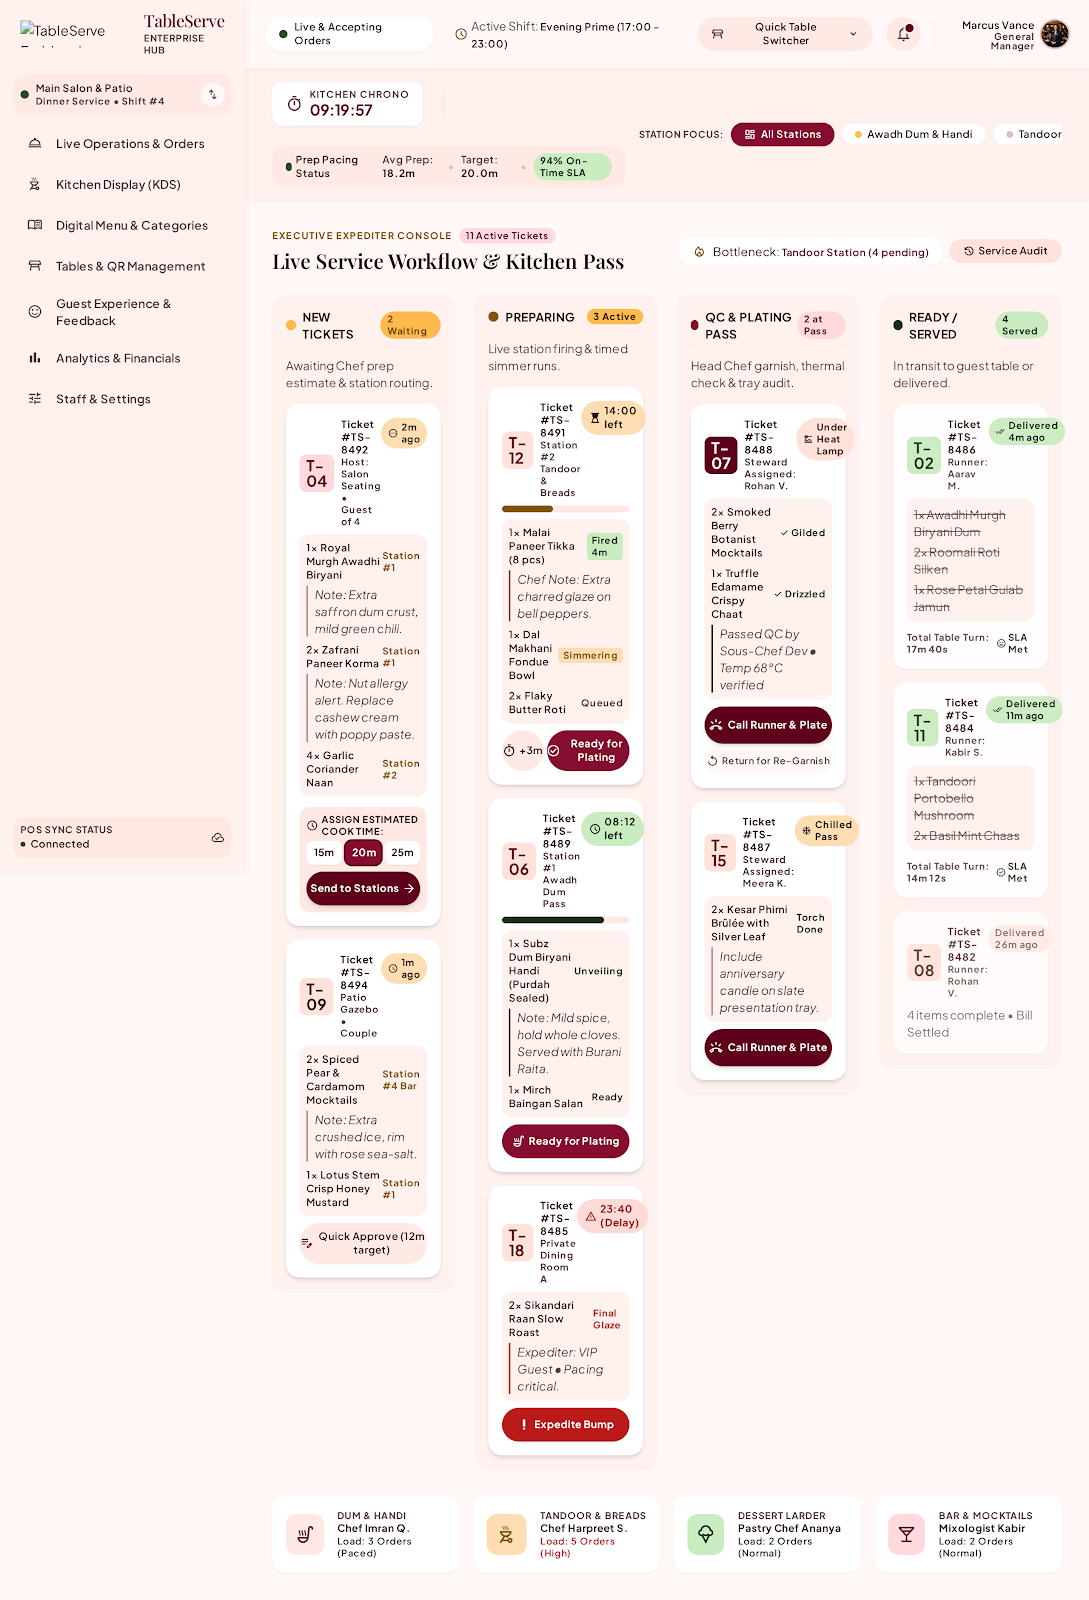 TableServe
TableServe
ENTERPRISE
HUB
Main Salon & Patio
Dinner Service • Shift #4
Live Operations & Orders
Kitchen Display (KDS)
Digital Menu & Categories
Tables & QR Management
Guest Experience &
Feedback
Analytics & Financials
Staff & Settings
POS SYNC STATUS
Connected
Live & Accepting
Orders
Active Shift: Evening Prime (17:00 -
23:00)
Quick Table
Switcher
Marcus Vance
General
Manager
KITCHEN CHRONO
09:19:57
Prep Pacing
Status
Avg Prep:
18.2m
Target:
20.0m
94% On-
Time SLA
STATION FOCUS:
All Stations
Awadh Dum & Handi
Tandoor
EXECUTIVE EXPEDITER CONSOLE
11 Active Tickets
Live Service Workflow & Kitchen Pass
Bottleneck: Tandoor Station (4 pending)
Service Audit
NEW
TICKETS
2
Waiting
Awaiting Chef prep
estimate & station routing.
T-
04
Ticket
#TS-
8492
Host:
Salon
Seating
•
Guest
of 4
2m
ago
1× Royal
Murgh Awadhi
Biryani
Station
#1
Note: Extra
saffron dum crust,
mild green chili.
2× Zafrani
Paneer Korma
Station
#1
Note: Nut allergy
alert. Replace
cashew cream
with poppy paste.
4× Garlic
Coriander
Naan
Station
#2
ASSIGN ESTIMATED
COOK TIME:
15m
20m
25m
Send to Stations →
T-
09
Ticket
#TS-
8494
Patio
Gazebo
•
Couple
1m
ago
2× Spiced
Pear &
Cardamom
Mocktails
Station
#4 Bar
Note: Extra
crushed ice, rim
with rose sea-salt.
1× Lotus Stem
Crisp Honey
Mustard
Station
#1
Quick Approve (12m
target)
PREPARING
3 Active
Live station firing & timed
simmer runs.
T-
12
Ticket
#TS-
8491
Station
#2
Tandoor
&
Breads
14:00
left
1× Malai
Paneer Tikka
(8 pcs)
Fired
4m
Chef Note: Extra
charred glaze on
bell peppers.
1× Dal
Makhani
Fondue
Bowl
Simmering
2× Flaky
Butter Roti
Queued
+3m
Ready for
Plating
T-
06
Ticket
#TS-
8489
Station
#1
Awadh
Dum
Pass
08:12
left
1× Subz
Dum Biryani
Handi
(Purdah
Sealed)
Unveiling
Note: Mild spice,
hold whole cloves.
Served with Burani
Raita.
1× Mirch
Baingan Salan
Ready
Ready for Plating
T-
18
Ticket
#TS-
8485
Private
Dining
Room
A
23:40
(Delay)
2× Sikandari
Raan Slow
Roast
Final
Glaze
Expediter: VIP
Guest • Pacing
critical.
Expedite Bump
QC & PLATING
PASS
2 at
Pass
Head Chef garnish, thermal
check & tray audit.
T-
07
Ticket
#TS-
8488
Steward
Assigned:
Rohan V.
Under
Heat
Lamp
2× Smoked
Berry
Botanist
Mocktails
✓ Gilded
1× Truffle
Edamame
Crispy
Chaat
✓ Drizzled
Passed QC by
Sous-Chef Dev •
Temp 68°C
verified
Call Runner & Plate
Return for Re-Garnish
T-
15
Ticket
#TS-
8487
Steward
Assigned:
Meera K.
Chilled
Pass
2× Kesar Phirni
Brûlée with
Silver Leaf
Torch
Done
Include
anniversary
candle on slate
presentation tray.
Call Runner & Plate
READY /
SERVED
4
Served
In transit to guest table or
delivered.
T-
02
Ticket
#TS-
8486
Runner:
Aarav
M.
Delivered
4m ago
1x Awadhi Murgh
Biryani Dum
2x Roomali Roti
Silken
1x Rose Petal Gulab
Jamun
Total Table Turn:
17m 40s
SLA
Met
T-
11
Ticket
#TS-
8484
Runner:
Kabir S.
Delivered
11m ago
1x Tandoori
Portobello
Mushroom
2x Basil Mint Chaas
Total Table Turn:
14m 12s
SLA
Met
T-
08
Ticket
#TS-
8482
Runner:
Rohan
V.
Delivered
26m ago
4 items complete • Bill
Settled
DUM & HANDI
Chef Imran Q.
Load: 3 Orders
(Paced)
TANDOOR & BREADS
Chef Harpreet S.
Load: 5 Orders
(High)
DESSERT LARDER
Pastry Chef Ananya
Load: 2 Orders
(Normal)
BAR & MOCKTAILS
Mixologist Kabir
Load: 2 Orders
(Normal)